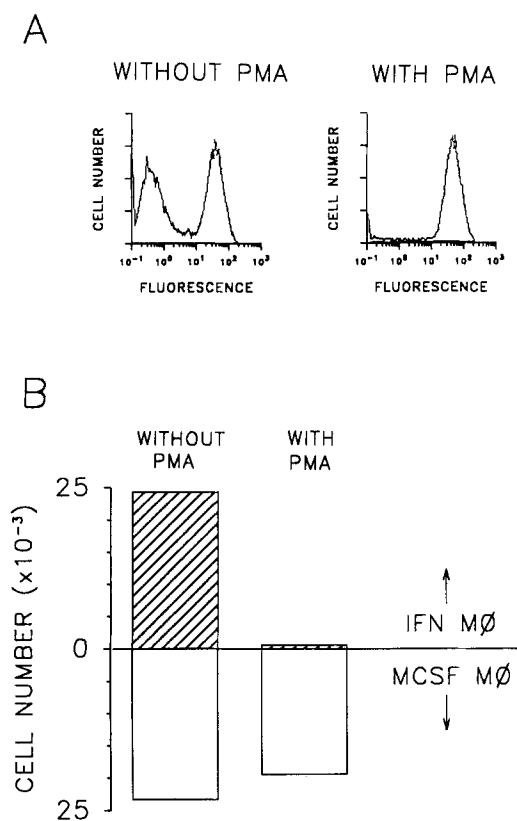 A
WITHOUT PMA
WITH PMA
CELL NUMBER
10⁻¹ 10⁰ 10¹ 10² 10³
FLUORESCENCE
CELL NUMBER
10⁻¹ 10⁰ 10¹ 10² 10³
FLUORESCENCE
B
WITHOUT
PMA
WITH
PMA
CELL NUMBER (x10⁻³)
25
0
25
IFN MØ
MCSF MØ